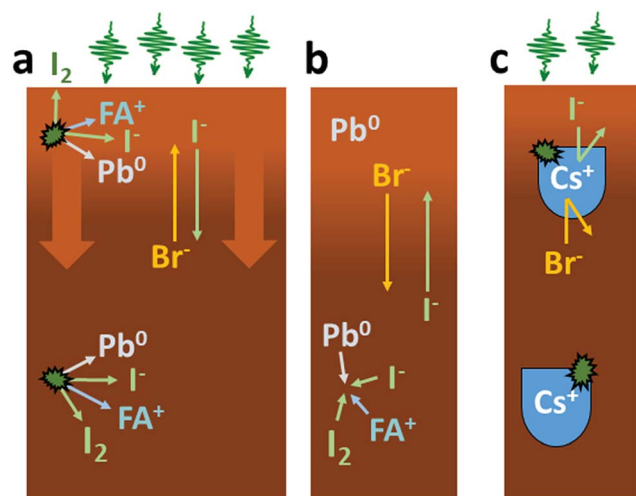 a
I₂
FA⁺
I⁻
Pb⁰
I⁻
Br⁻
Pb⁰
I⁻
FA⁺
I₂
b
Pb⁰
Br⁻
I⁻
Pb⁰
I⁻
I₂
FA⁺
c
I⁻
Cs⁺
Br⁻
Cs⁺